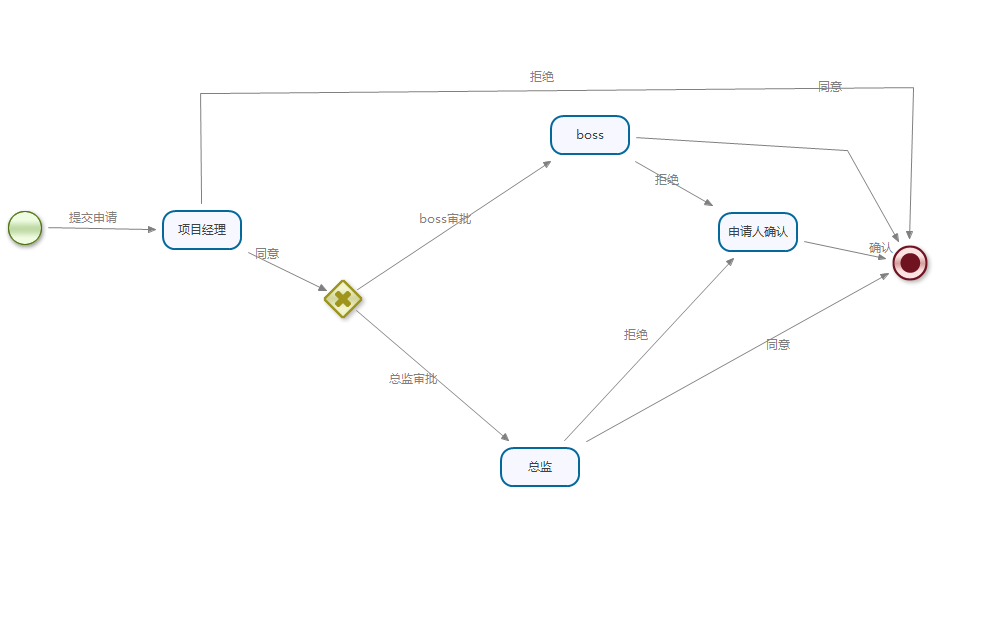 拒绝
同意
boss
拒绝
boss审批
提交申请
项目经理
申请人确认
确认
同意
拒绝
同意
总监审批
总监